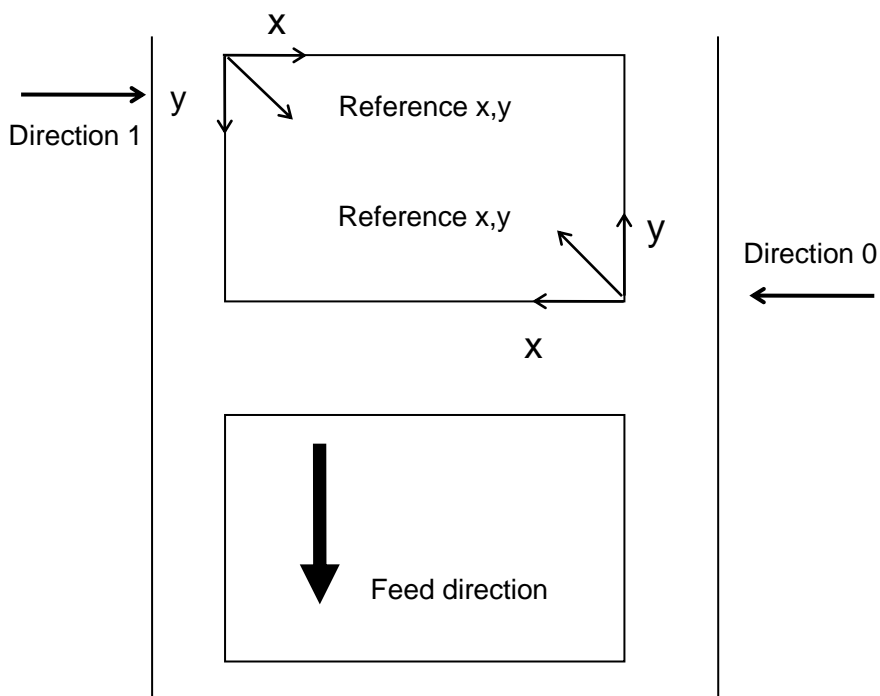 x
y
Direction 1
Reference x,y
Reference x,y
y
Direction 0
x
Feed direction